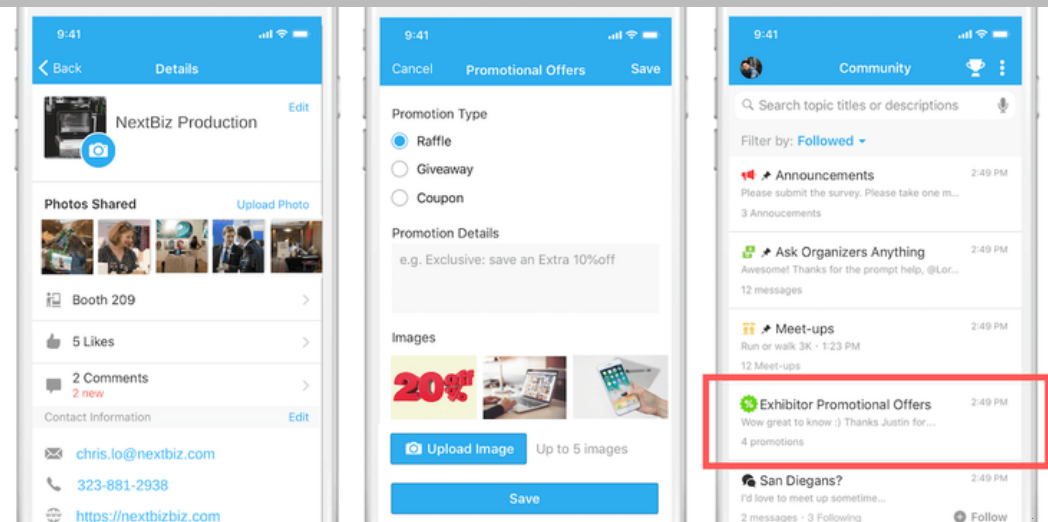 9:41
Back
Details
Edit
NextBiz Production
Photos Shared
Upload Photo
Booth 209
5 Likes
2 Comments
2 new
Contact Information
Edit
chris.lo@nextbiz.com
323-881-2938
https://nextbizbiz.com
9:41
Cancel
Promotional Offers
Save
Promotion Type
Raffle
Giveaway
Coupon
Promotion Details
e.g. Exclusive: save an Extra 10%off
Images
20% off
Upload Image
Up to 5 images
Save
9:41
Community
Search topic titles or descriptions
Filter by: Followed
Announcements
2:49 PM
Please submit the survey. Please take one m...
3 Annoucements
Ask Organizers Anything
2:49 PM
Awesome! Thanks for the prompt help, @Lor...
12 messages
Meet-ups
2:49 PM
Run or walk 3K - 1:23 PM
12 Meet-ups
Exhibitor Promotional Offers
2:49 PM
Wow great to know :) Thanks Justin for...
4 promotions
San Diegans?
2:49 PM
I'd love to meet up sometime...
2 messages - 3 Following
Follow